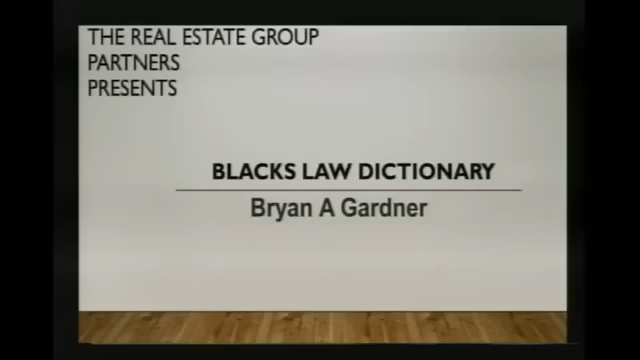 THE REAL ESTATE GROUP
PARTNERS
PRESENTS
BLACKS LAW DICTIONARY
Bryan A Gardner